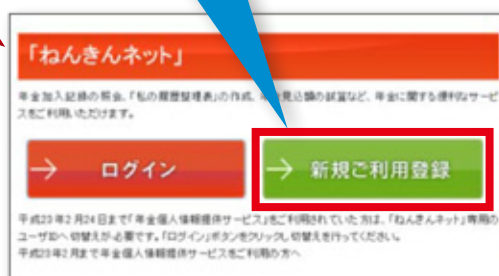 「ねんきんネット」
年金加入記録の照会、「私の履歴整理表」の作成、年金見込額の試算など、年金に関する便利なサービ
スをご利用いただけます。
→ ログイン
→ 新規ご利用登録
平成23年2月24日まで「年金個人情報提供サービス」をご利用されていた方は、「ねんきんネット」専用の
ユーザIDへ切替えが必要です。「ログイン」ボタンをクリックし切替えを行ってください。
平成23年2月まで年金個人情報提供サービスをご利用の方へ